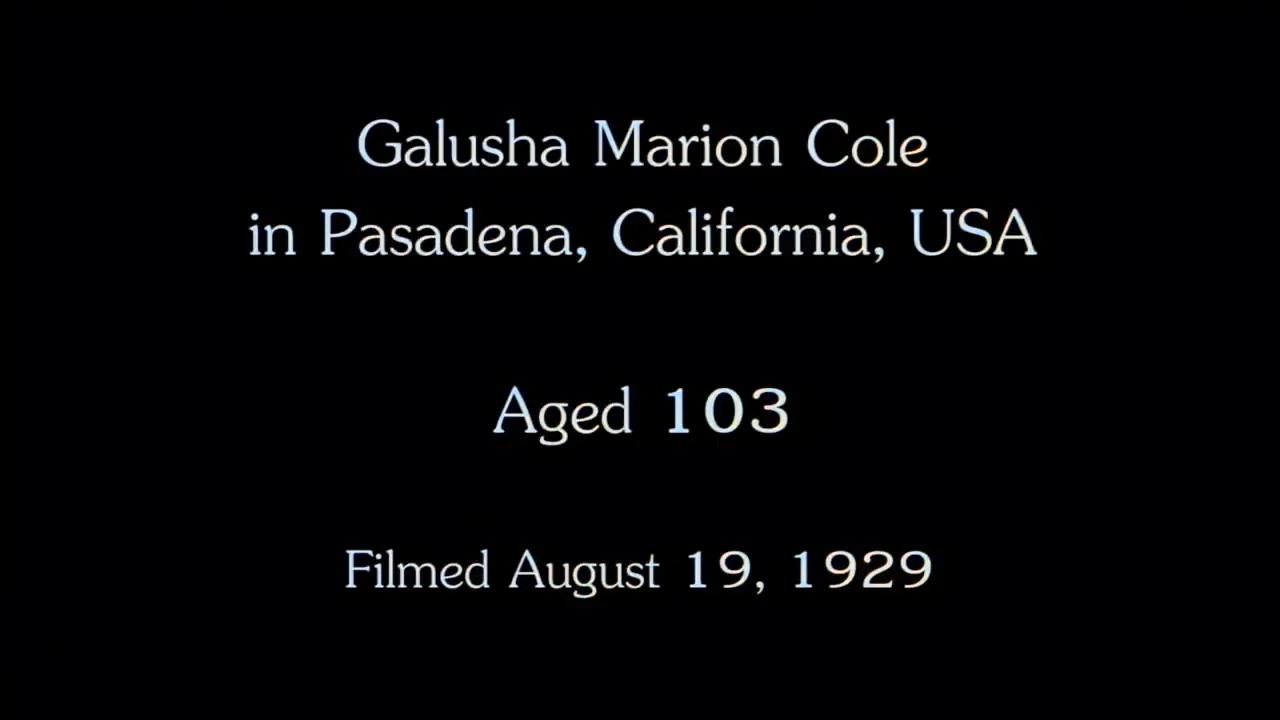 Galusha Marion Cole
in Pasadena, California, USA
Aged 103
Filmed August 19, 1929